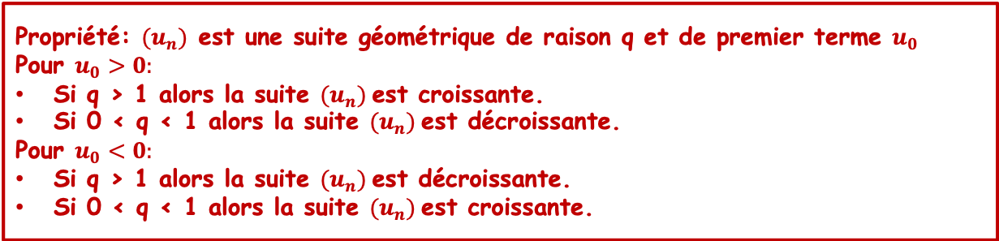 Propriété: (uₙ) est une suite géométrique de raison q et de premier terme u₀
Pour u₀ > 0:
• Si q > 1 alors la suite (uₙ) est croissante.
• Si 0 < q < 1 alors la suite (uₙ) est décroissante.
Pour u₀ < 0:
• Si q > 1 alors la suite (uₙ) est décroissante.
• Si 0 < q < 1 alors la suite (uₙ) est croissante.